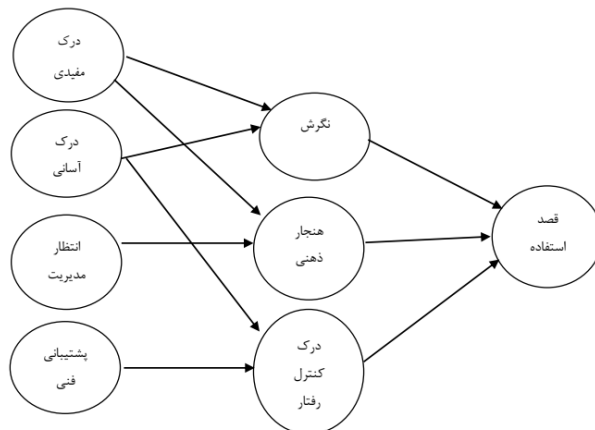 درک
مفیدی
درک
آسانی
انتظار
مدیریت
پشتیبانی
فنی
نگرش
هنجار
ذهنی
درک
کنترل
رفتار
قصد
استفاده